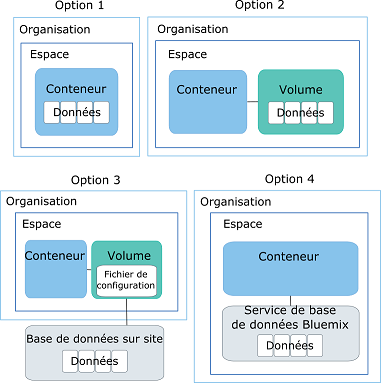 Option 1
Organisation
Espace
Conteneur
Données
Option 2
Organisation
Espace
Conteneur
Volume
Données
Option 3
Organisation
Espace
Conteneur
Volume
Fichier de
configuration
Base de données sur site
Données
Option 4
Organisation
Espace
Conteneur
Service de base
de données Bluemix
Données